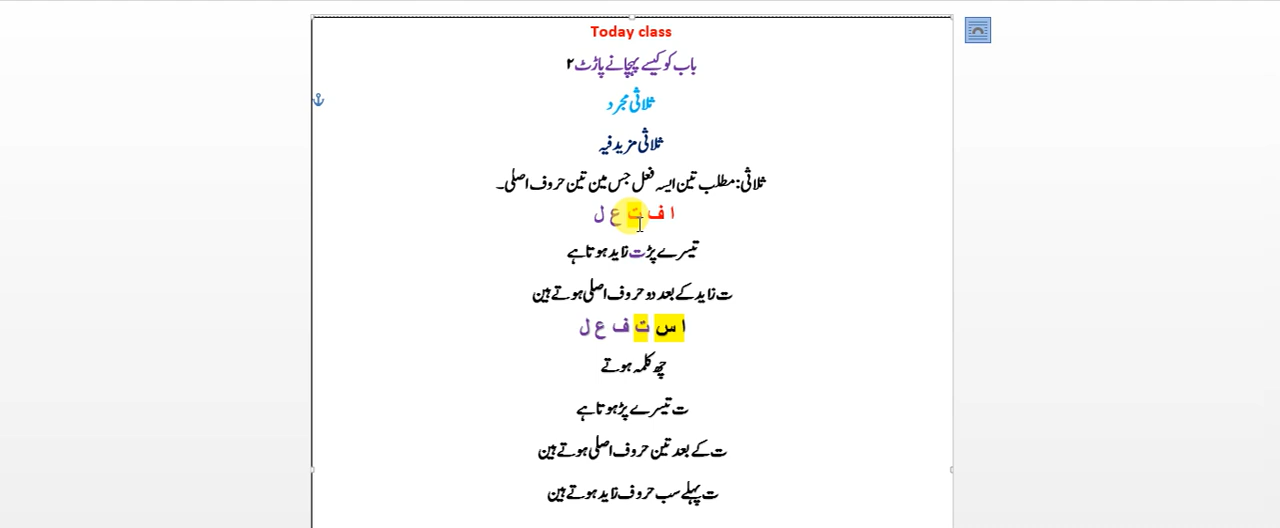 Today class
باب کو کیسے پہچانے پاڑٹ ۲
ثلاثی مجرد
ثلاثی مزید فیہ
ثلاثی: مطلب تین ایسہ فعل جس مین تین حروف اصلی۔
ا ف ت ع ل
تیسرے پڑ ت زاید ہوتا ہے
ت زاید کے بعد دو حروف اصلی ہوتے ہین
ا س ت ف ع ل
چھ کلمہ ہوتے
ت تیسرے پڑ ہوتا ہے
ت کے بعد تین حروف اصلی ہوتے ہین
ت پہلے سب حروف زاید ہوتے ہین